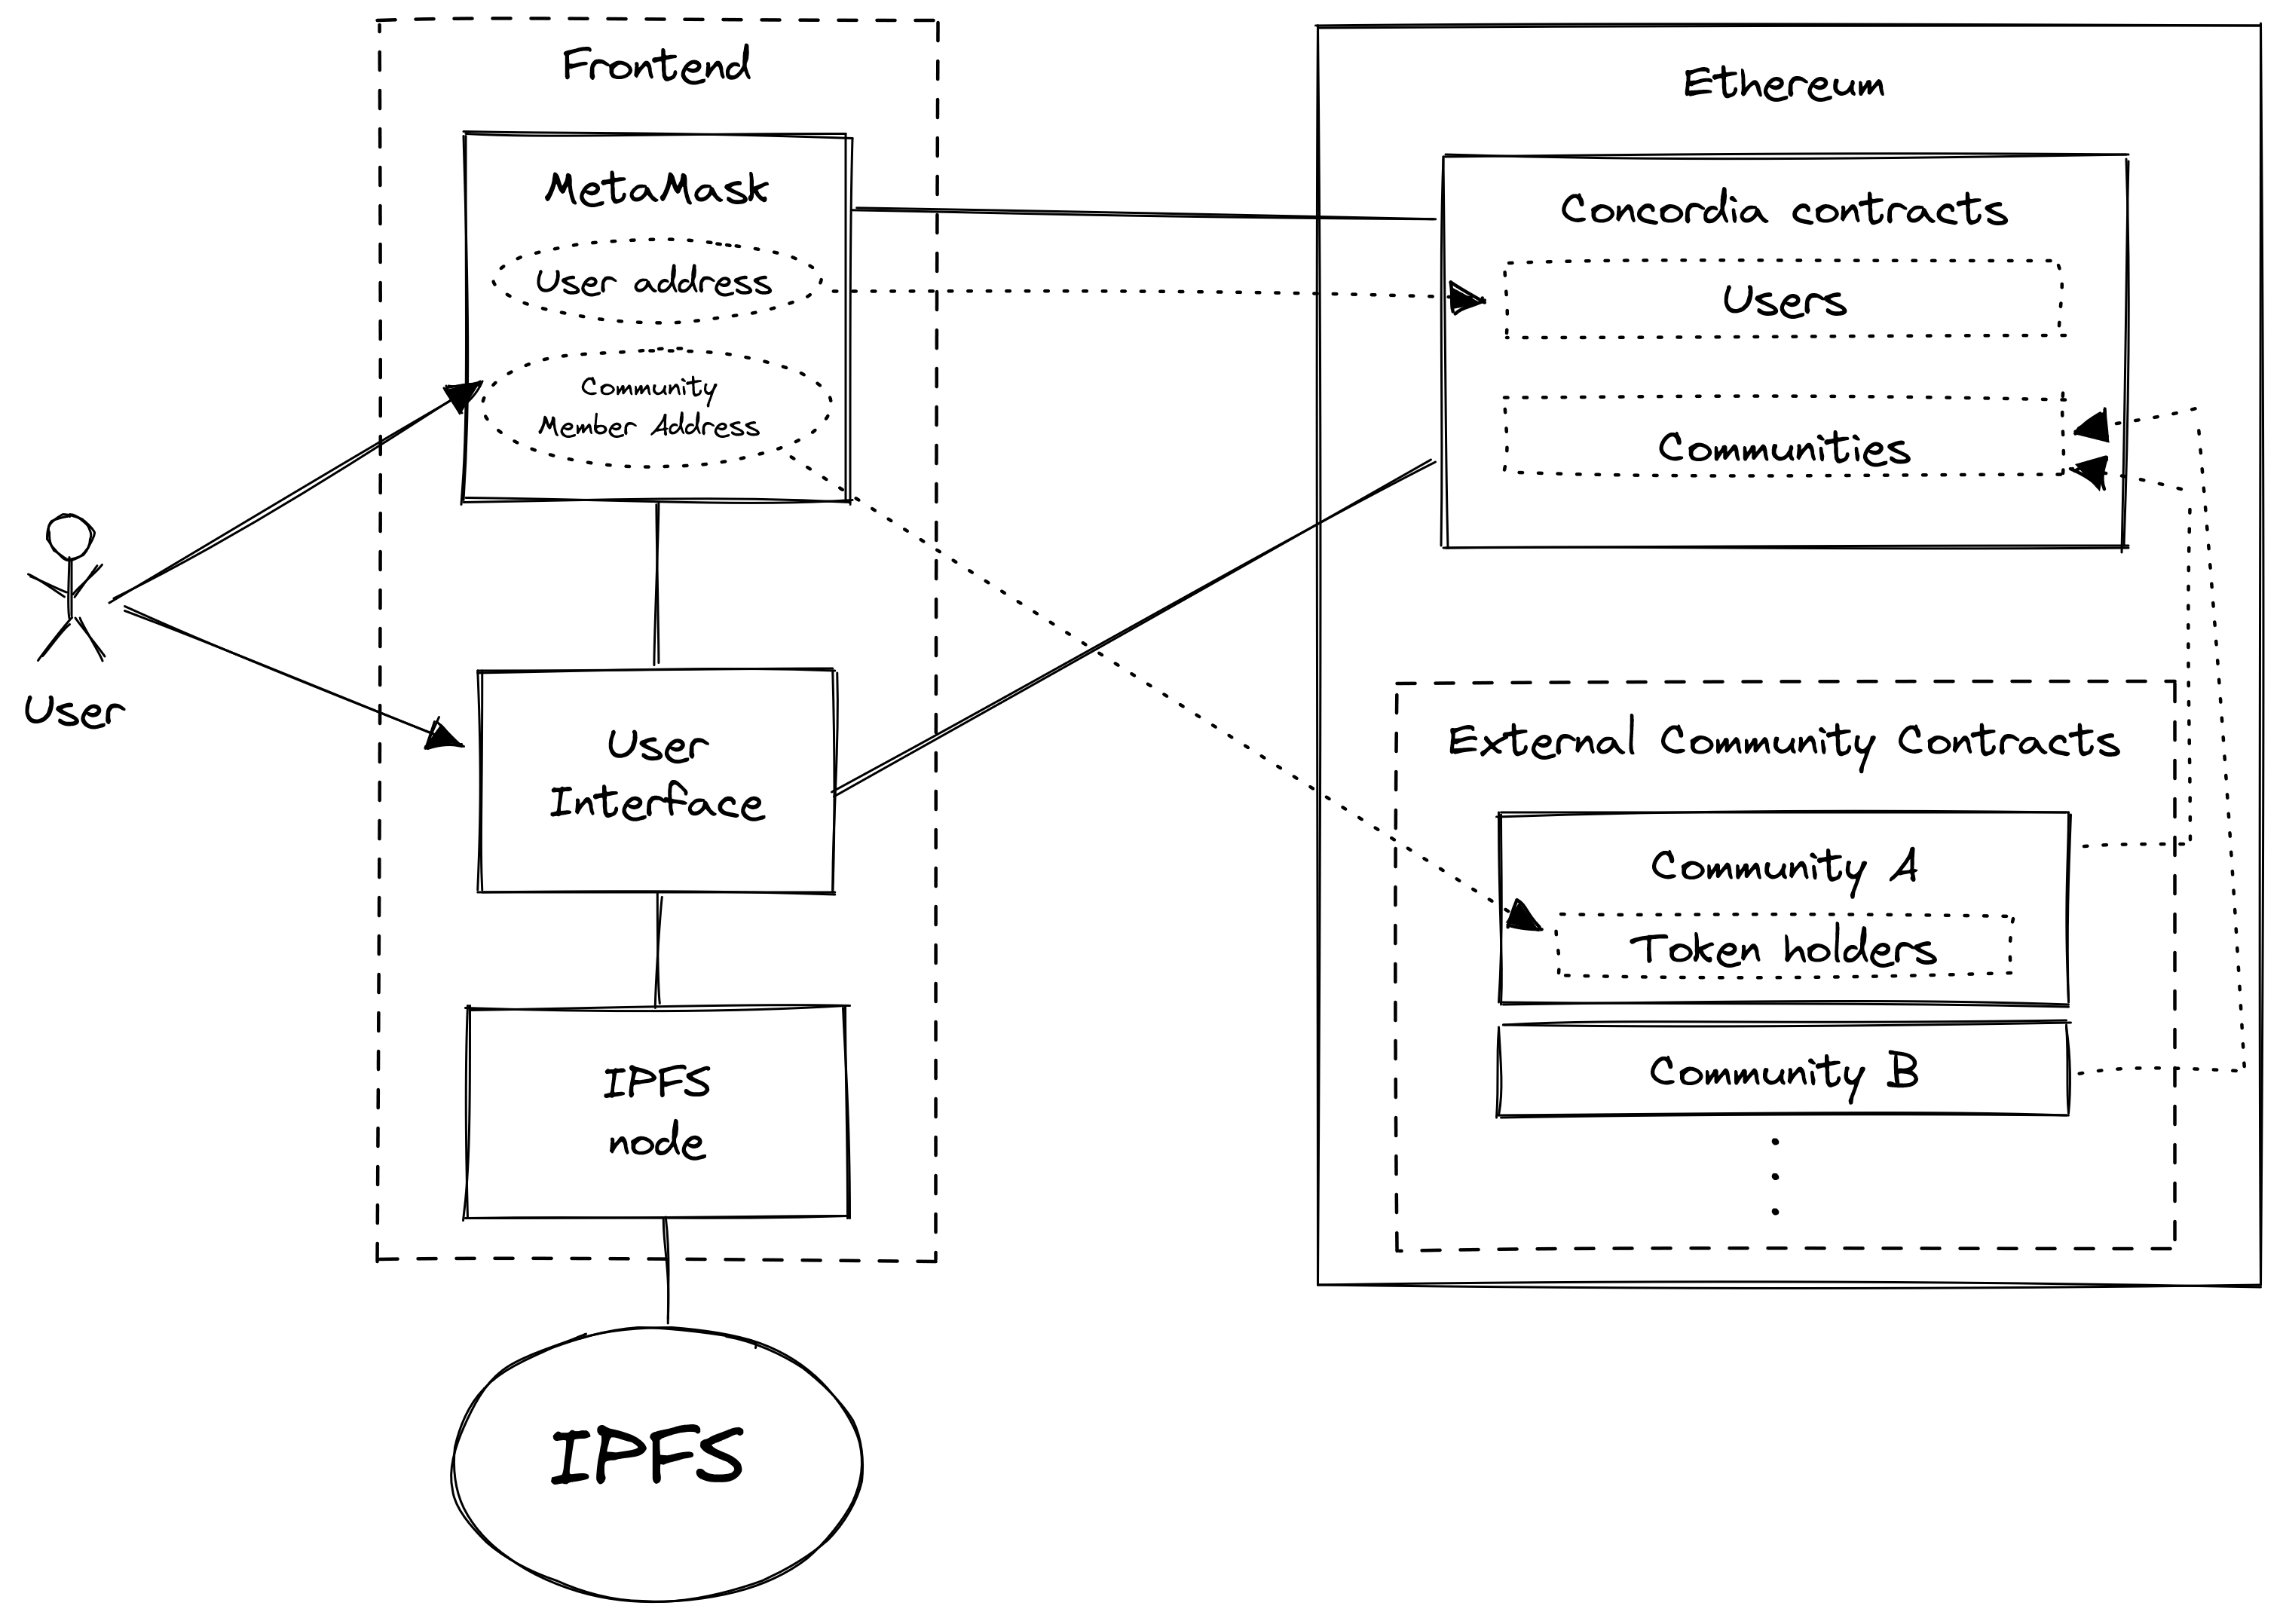 Frontend
MetaMask
User address
Community
Member Address
User
User
Interface
IPFS
node
IPFS
Ethereum
Concordia contracts
Users
Communities
External Community Contracts
Community A
Token holders
Community B